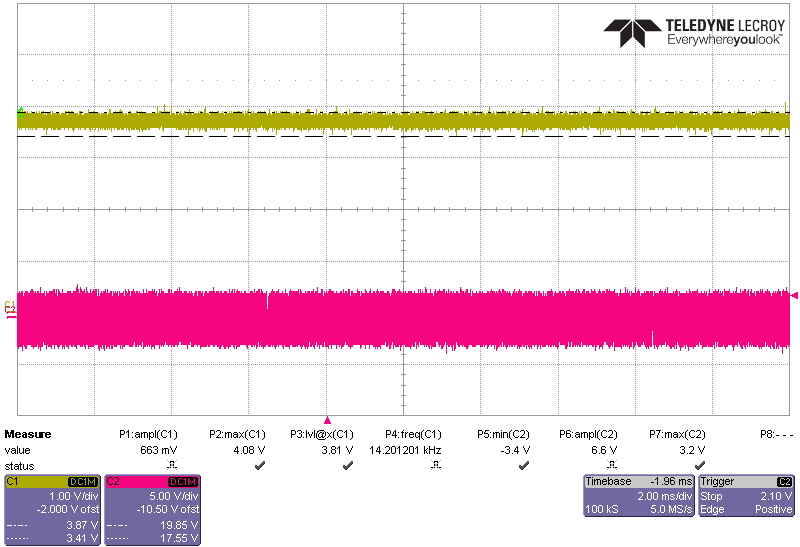 TELEDYNE LECROY
Everywhereyoulook™
C1
C2
Measure P1:ampl(C1) P2:max(C1) P3:lvl@x(C1) P4:freq(C1) P5:min(C2) P6:ampl(C2) P7:max(C2) P8:- - -
value 663 mV 4.08 V 3.81 V 14.201201 kHz -3.4 V 6.6 V 3.2 V
status
C1 DC1M
1.00 V/div
-2.000 V ofst
3.87 V
3.41 V
C2 DC1M
5.00 V/div
-10.50 V ofst
19.85 V
17.55 V
Timebase -1.96 ms
2.00 ms/div
100 kS 5.0 MS/s
Trigger C2
Stop 2.10 V
Edge Positive